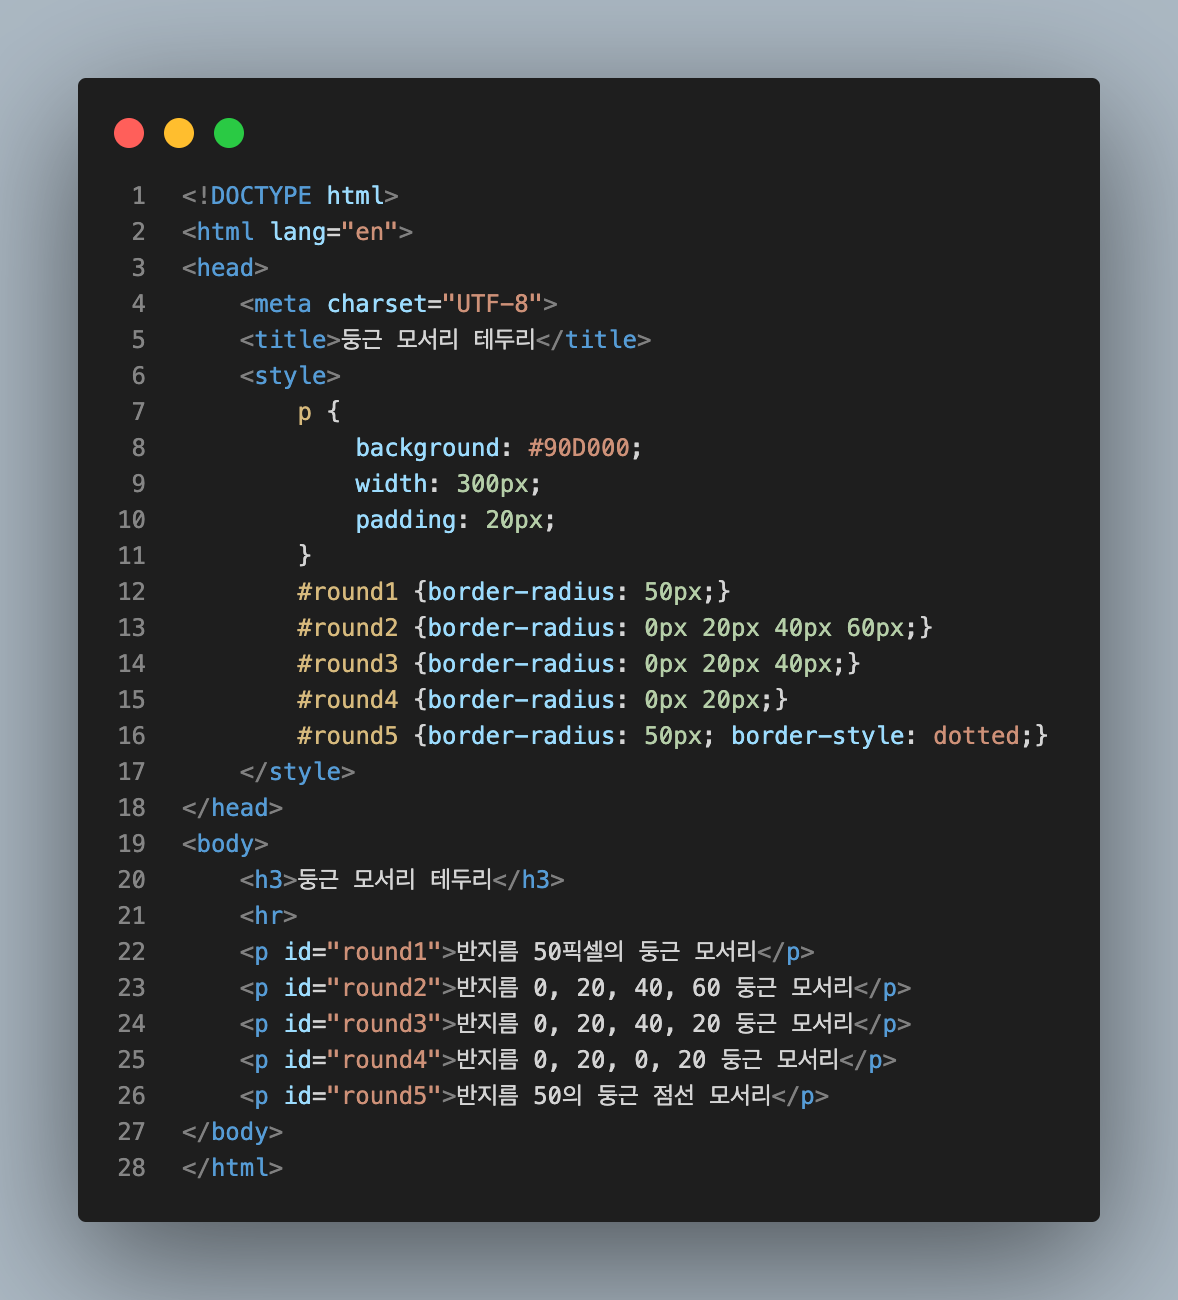 1 <!DOCTYPE html>
2 <html lang="en">
3 <head>
4     <meta charset="UTF-8">
5     <title>둥근 모서리 테두리</title>
6     <style>
7         p {
8             background: #90D000;
9             width: 300px;
10             padding: 20px;
11         }
12         #round1 {border-radius: 50px;}
13         #round2 {border-radius: 0px 20px 40px 60px;}
14         #round3 {border-radius: 0px 20px 40px;}
15         #round4 {border-radius: 0px 20px;}
16         #round5 {border-radius: 50px; border-style: dotted;}
17     </style>
18 </head>
19 <body>
20     <h3>둥근 모서리 테두리</h3>
21     <hr>
22     <p id="round1">반지름 50픽셀의 둥근 모서리</p>
23     <p id="round2">반지름 0, 20, 40, 60 둥근 모서리</p>
24     <p id="round3">반지름 0, 20, 40, 20 둥근 모서리</p>
25     <p id="round4">반지름 0, 20, 0, 20 둥근 모서리</p>
26     <p id="round5">반지름 50의 둥근 점선 모서리</p>
27 </body>
28 </html>